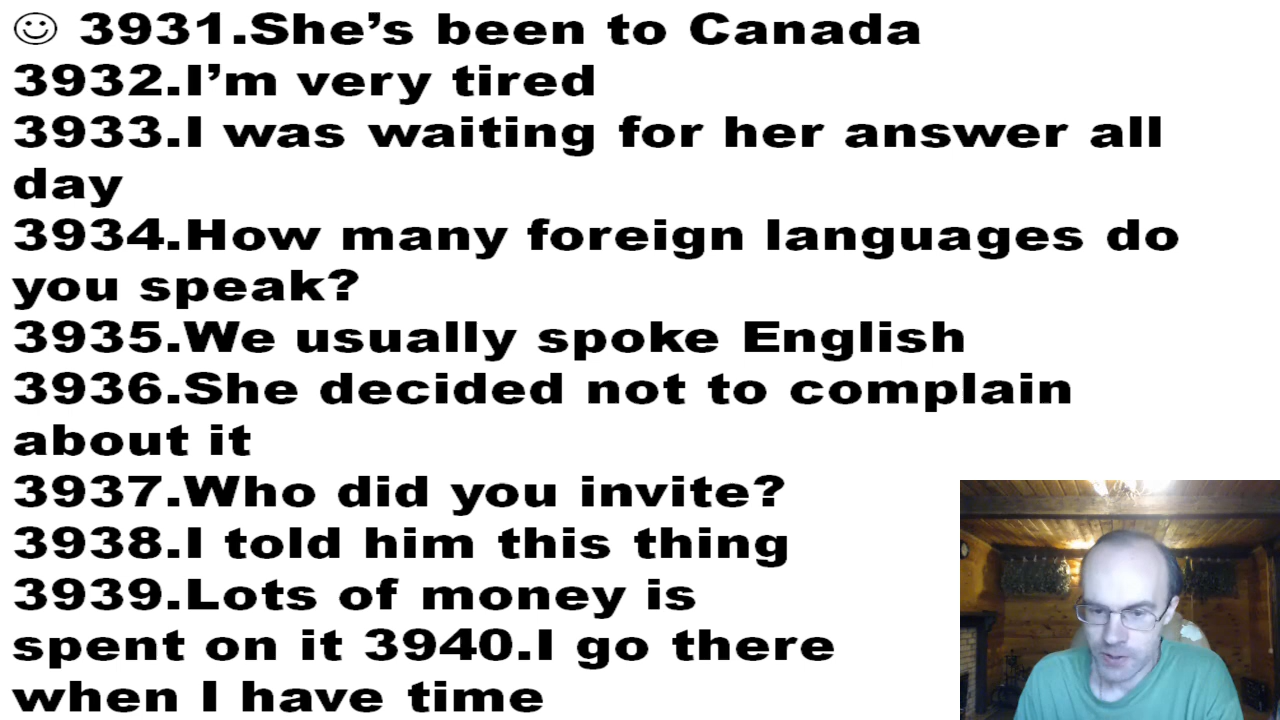 ☺ 3931.She’s been to Canada
3932.I’m very tired
3933.I was waiting for her answer all
day
3934.How many foreign languages do
you speak?
3935.We usually spoke English
3936.She decided not to complain
about it
3937.Who did you invite?
3938.I told him this thing
3939.Lots of money is
spent on it 3940.I go there
when I have time